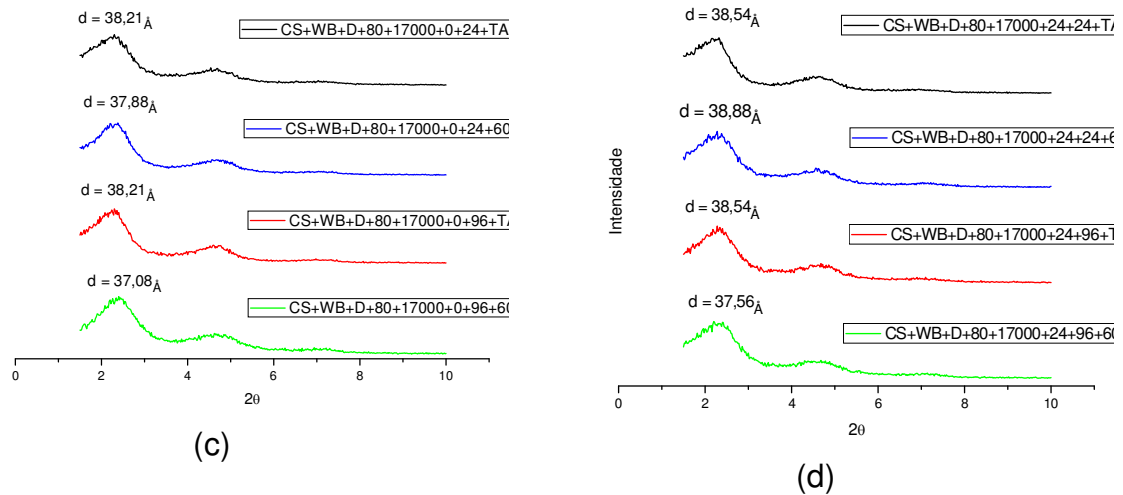 d = 38,21Å
CS+WB+D+80+17000+0+24+TA
d = 37,88Å
CS+WB+D+80+17000+0+24+60
d = 38,21Å
CS+WB+D+80+17000+0+96+TA
d = 37,08Å
CS+WB+D+80+17000+0+96+60
0 2 4 6 8 10
2θ
(c)
d = 38,54Å
CS+WB+D+80+17000+24+24+TA
d = 38,88Å
CS+WB+D+80+17000+24+24+6
d = 38,54Å
CS+WB+D+80+17000+24+96+T
d = 37,56Å
CS+WB+D+80+17000+24+96+60
Intensidade
0 2 4 6 8 10
2θ
(d)